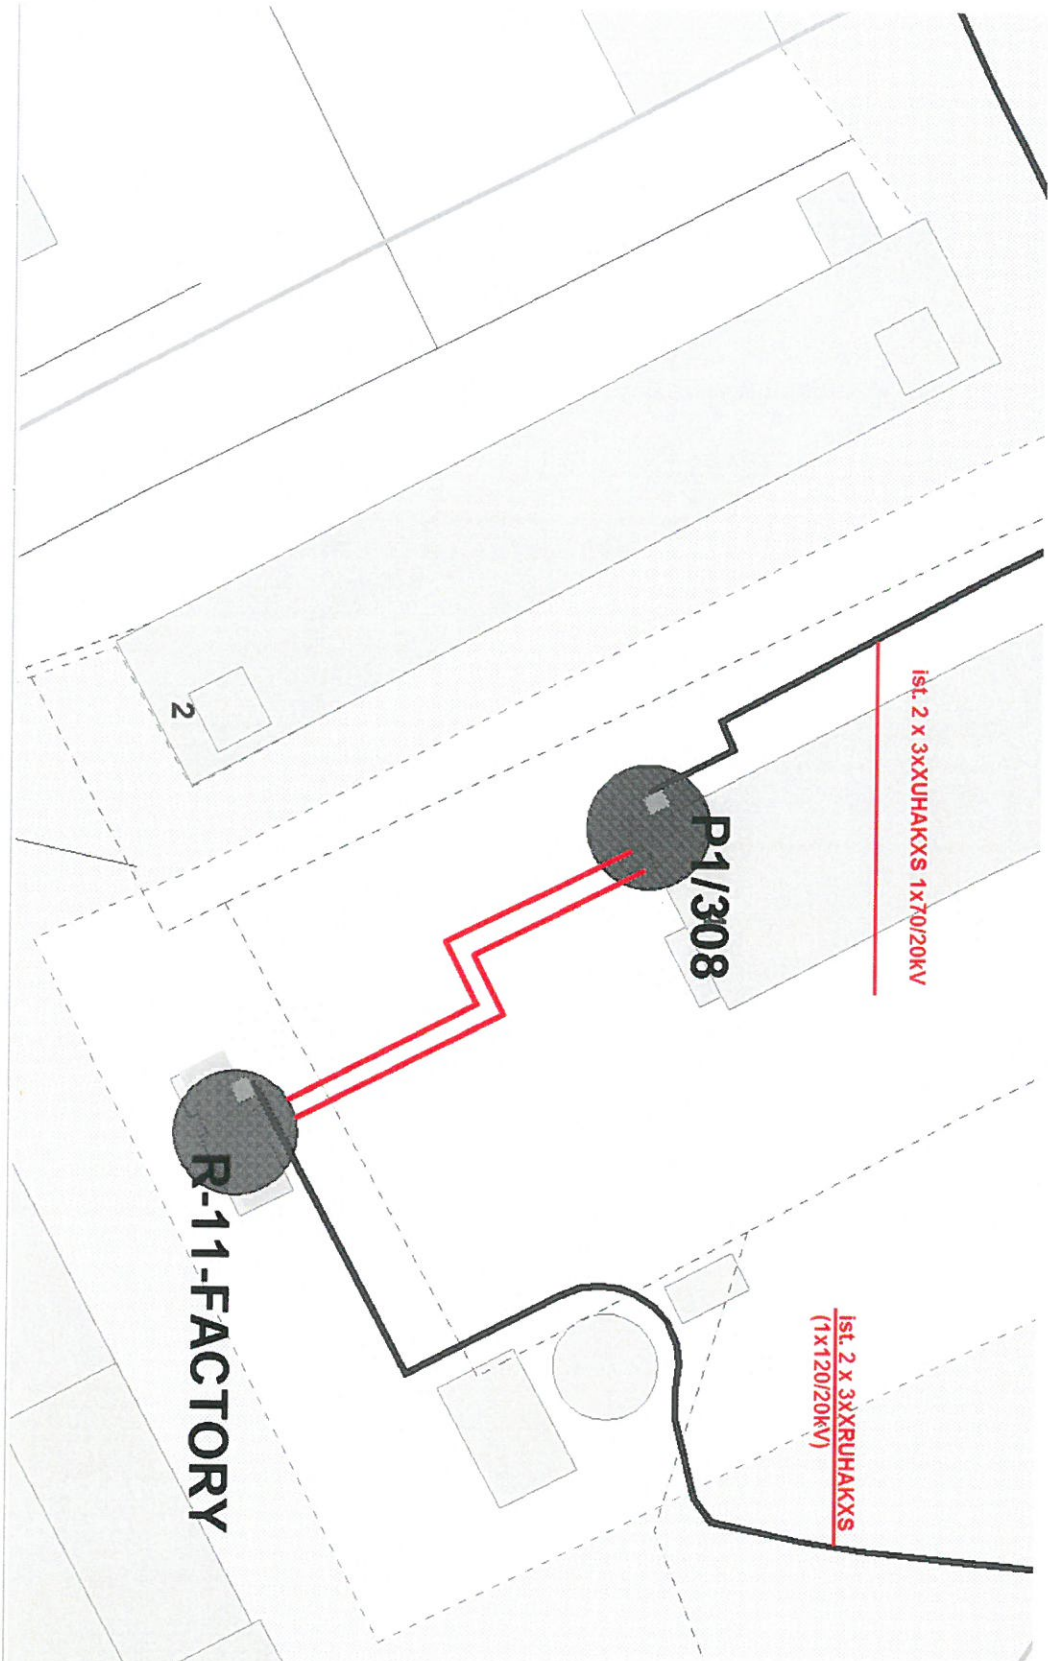 ist. 2 x 3xXUHAKXS 1x70/20kV
P1/308
2
ist. 2 x 3xXRUHAKXS
(1x120/20kV)
R-11-FACTORY